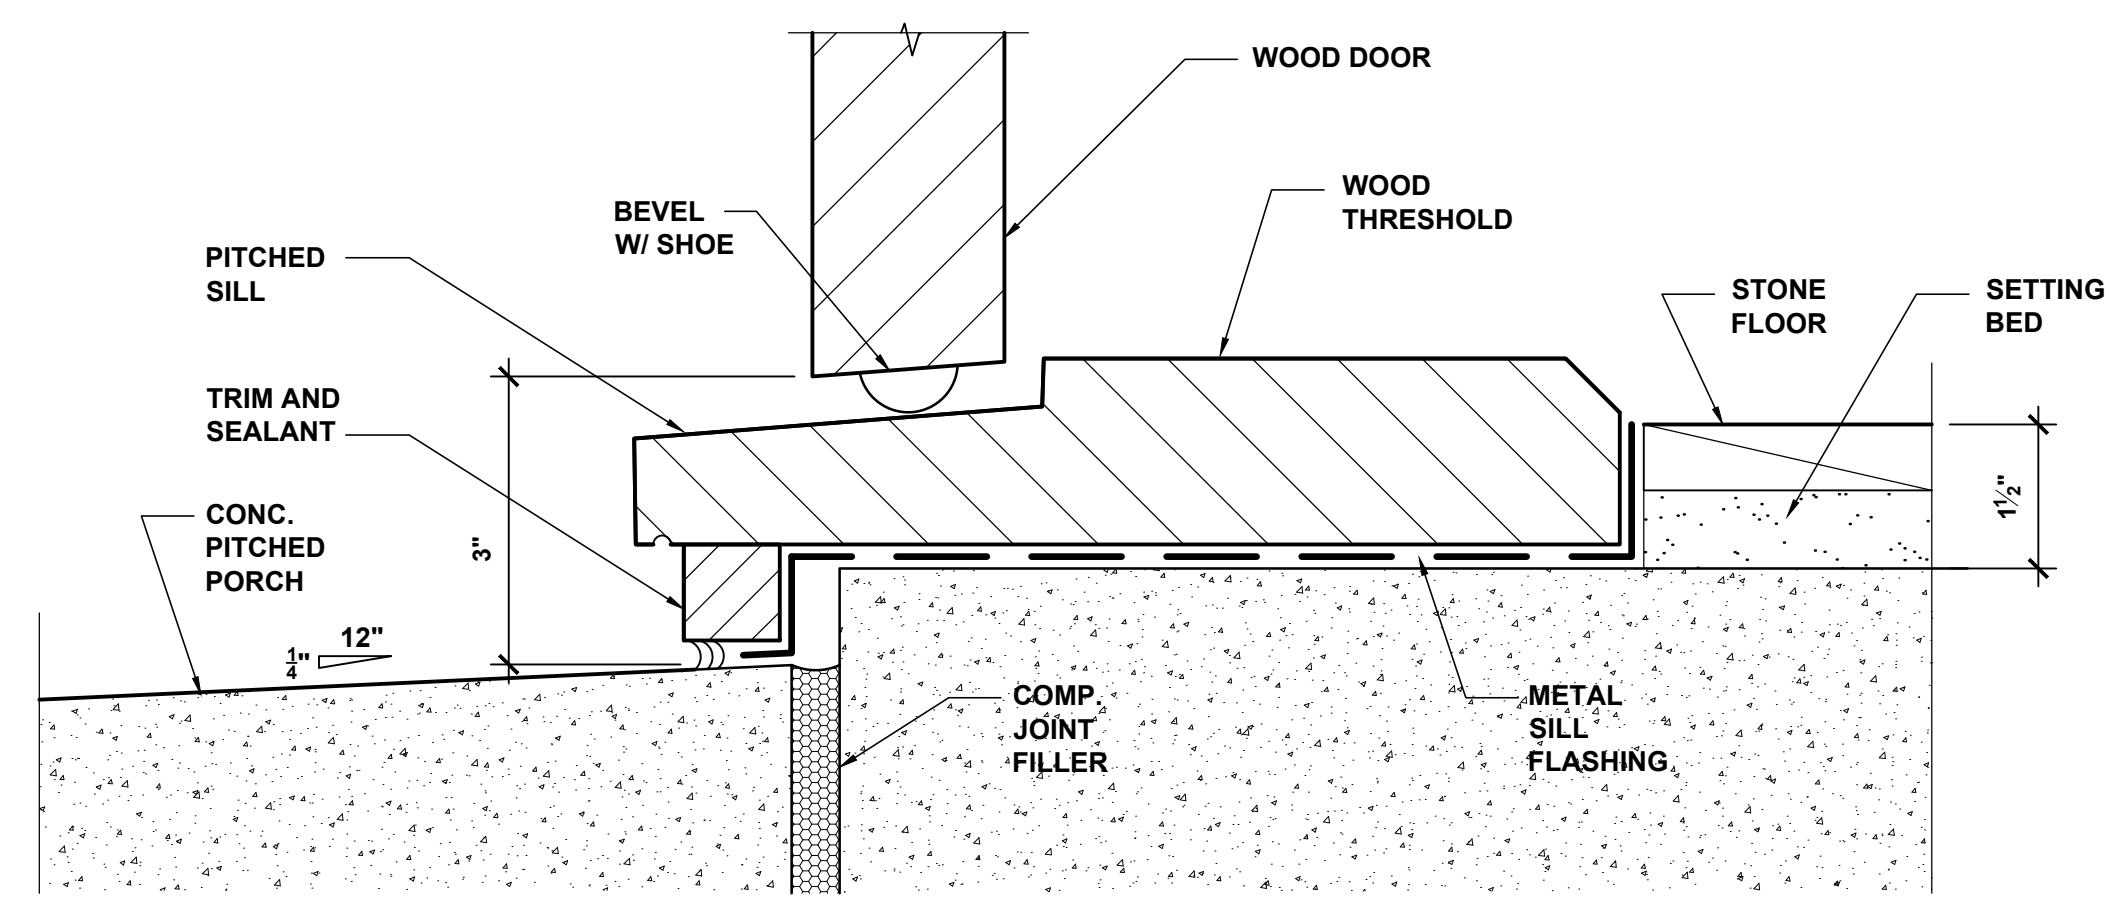 WOOD DOOR
WOOD
THRESHOLD
BEVEL
W/ SHOE
PITCHED
SILL
STONE
FLOOR
SETTING
BED
TRIM AND
SEALANT
CONC.
PITCHED
PORCH
3"
1½"
12"
¼"
COMP.
JOINT
FILLER
METAL
SILL
FLASHING